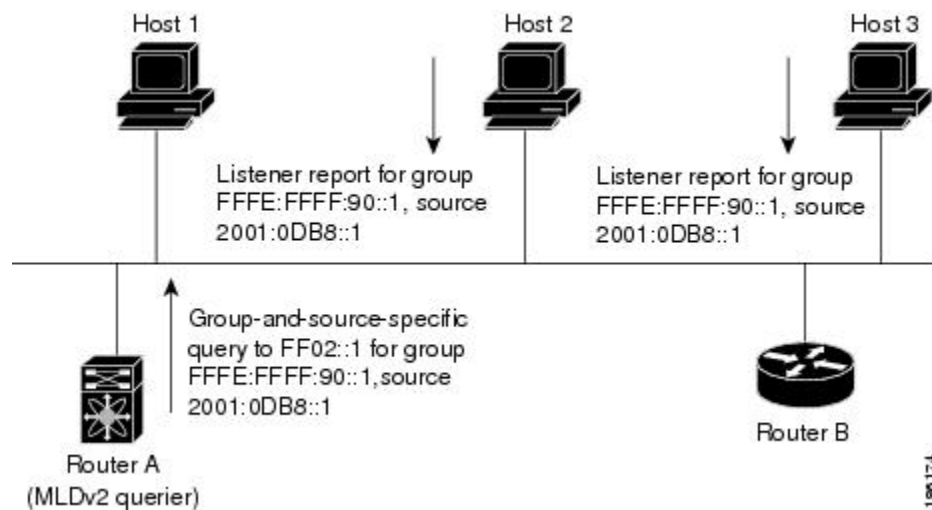 Host 1
Host 2
Host 3
Listener report for group
FFFE:FFFF:90::1, source
2001:0DB8::1
Listener report for group
FFFE:FFFF:90::1, source
2001:0DB8::1
Group-and-source-specific
query to FF02::1 for group
FFFE:FFFF:90::1,source
2001:0DB8::1
Router A
(MLDv2 querier)
Router B